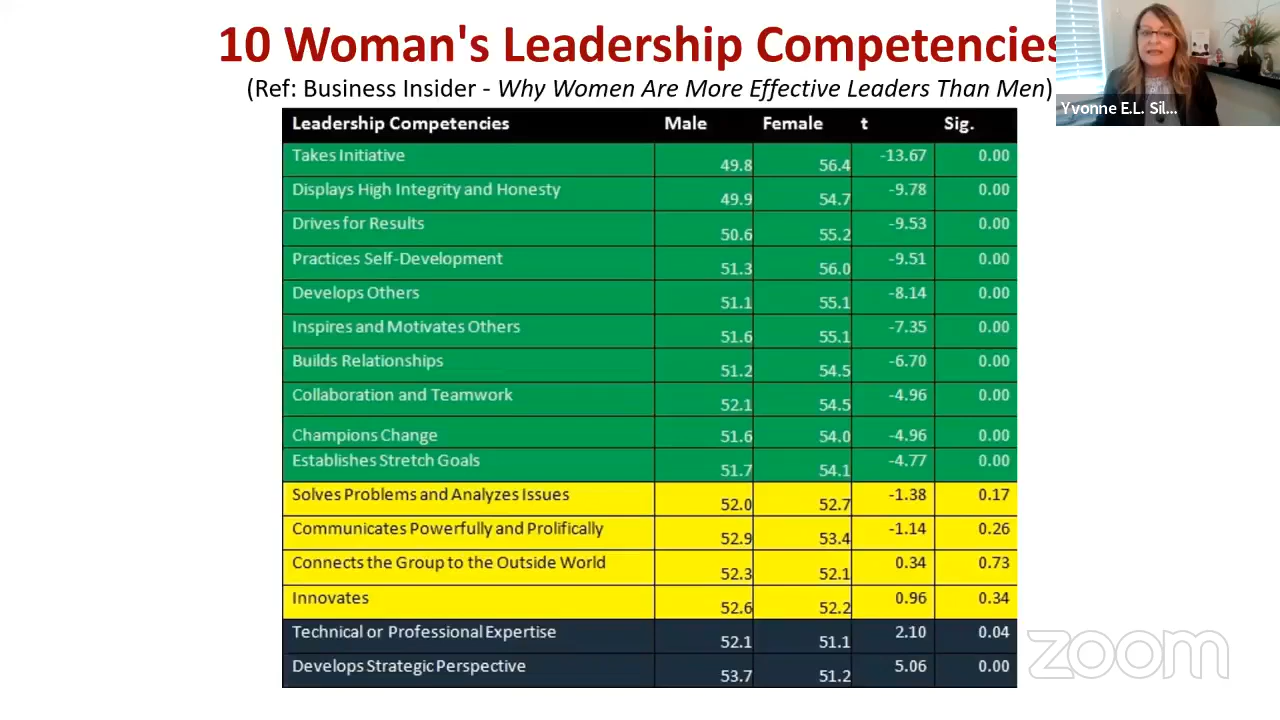 10 Woman's Leadership Competencies
(Ref: Business Insider - Why Women Are More Effective Leaders Than Men)
Yvonne E.L. Sil...
Leadership Competencies Male Female t Sig.
Takes Initiative 49.8 56.4 -13.67 0.00
Displays High Integrity and Honesty 49.9 54.7 -9.78 0.00
Drives for Results 50.6 55.2 -9.53 0.00
Practices Self-Development 51.3 56.0 -9.51 0.00
Develops Others 51.1 55.1 -8.14 0.00
Inspires and Motivates Others 51.6 55.1 -7.35 0.00
Builds Relationships 51.2 54.5 -6.70 0.00
Collaboration and Teamwork 52.1 54.5 -4.96 0.00
Champions Change 51.6 54.0 -4.96 0.00
Establishes Stretch Goals 51.7 54.1 -4.77 0.00
Solves Problems and Analyzes Issues 52.0 52.7 -1.38 0.17
Communicates Powerfully and Prolifically 52.9 53.4 -1.14 0.26
Connects the Group to the Outside World 52.3 52.1 0.34 0.73
Innovates 52.6 52.2 0.96 0.34
Technical or Professional Expertise 52.1 51.1 2.10 0.04
Develops Strategic Perspective 53.7 51.2 5.06 0.00
zoom